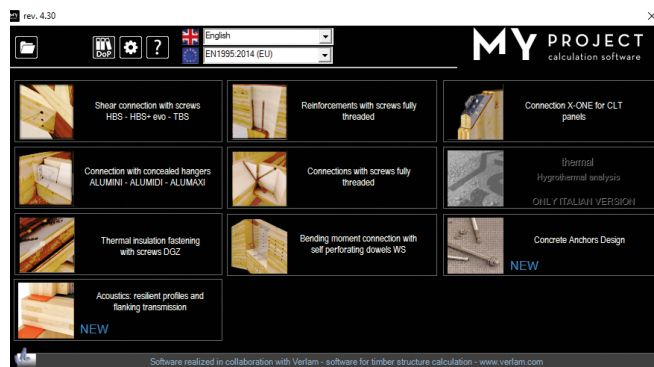 rev. 4.30
DoP
?
English
EN1995:2014 (EU)
MY PROJECT
calculation software
Shear connection with screws
HBS - HBS+ evo - TBS
Reinforcements with screws fully
threaded
Connection X-ONE for CLT
panels
Connection with concealed hangers
ALUMINI - ALUMIDI - ALUMAXI
Connections with screws fully
threaded
thermal
Hygrothermal analysis
ONLY ITALIAN VERSION
Thermal insulation fastening
with screws DGZ
Bending moment connection with
self perforating dowels WS
Concrete Anchors Design
NEW
Acoustics: resilient profiles and
flanking transmission
NEW
Software realized in collaboration with Verlam - software for timber structure calculation - www.verlam.com